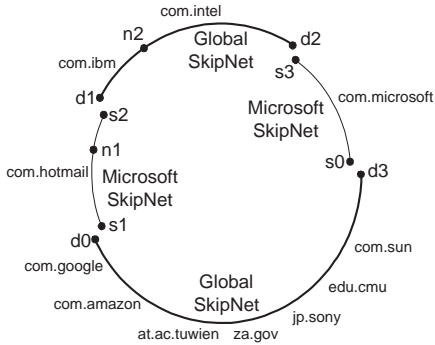 com.intel
n2
d2
Global
SkipNet
com.ibm
s3
d1
com.microsoft
s2
Microsoft
SkipNet
n1
s0
d3
com.hotmail
Microsoft
SkipNet
s1
d0
com.sun
com.google
Global
SkipNet
edu.cmu
com.amazon
jp.sony
at.ac.tuwien
za.gov